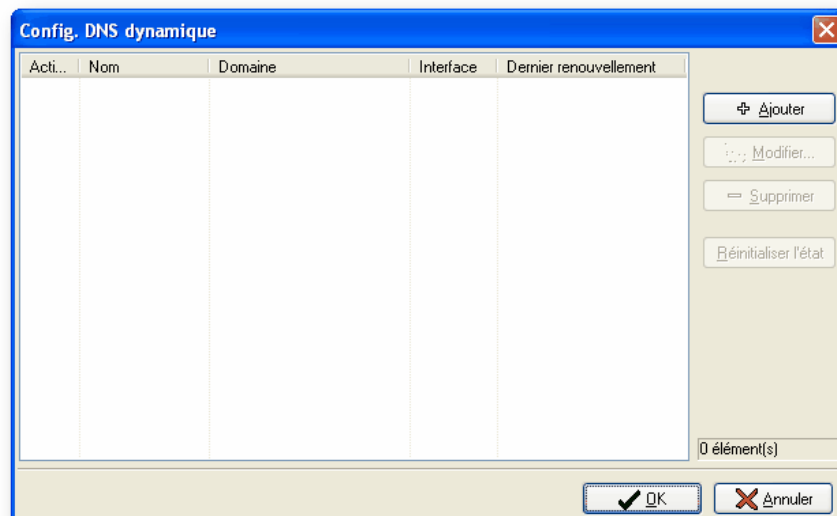 Config. DNS dynamique
Acti... Nom Domaine Interface Dernier renouvellement
Ajouter
Modifier...
Supprimer
Réinitialiser l'état
0 élément(s)
OK Annuler